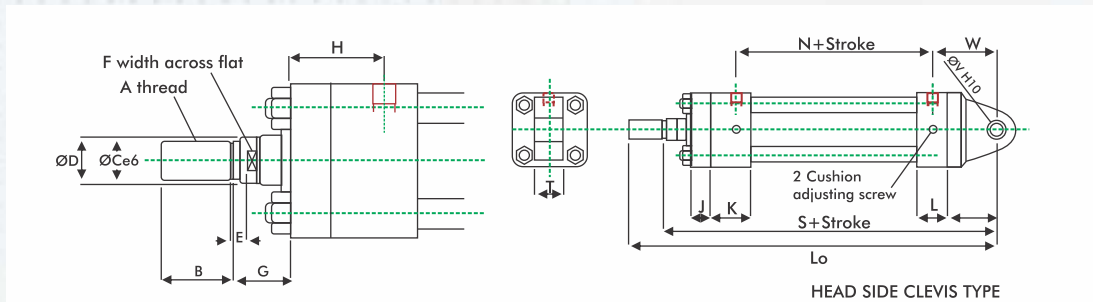 H
F width across flat
A thread
ØD
ØCe6
E
B
G
T
N+Stroke
W
ØV H10
2 Cushion
adjusting screw
J
K
L
S+Stroke
Lo
HEAD SIDE CLEVIS TYPE